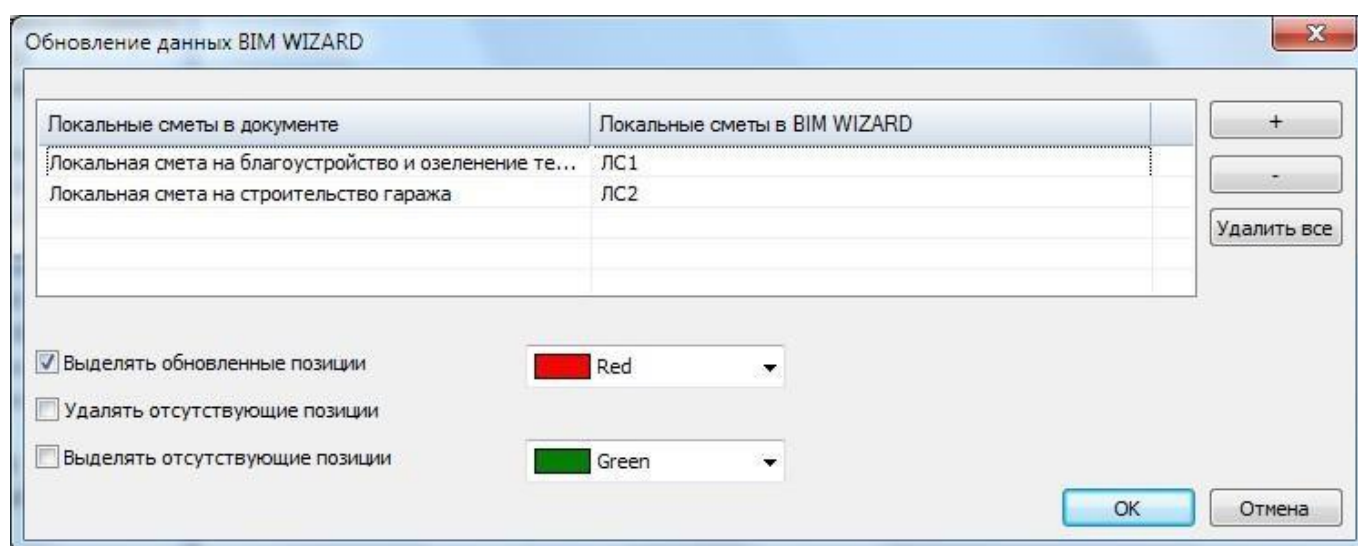 Обновление данных BIM WIZARD
X
Локальные сметы в документе Локальные сметы в BIM WIZARD +
Локальная смета на благоустройство и озеленение те... ЛС1
-
Локальная смета на строительство гаража ЛС2
Удалить все
Выделять обновленные позиции Red
Удалять отсутствующие позиции
Выделять отсутствующие позиции Green
OK Отмена